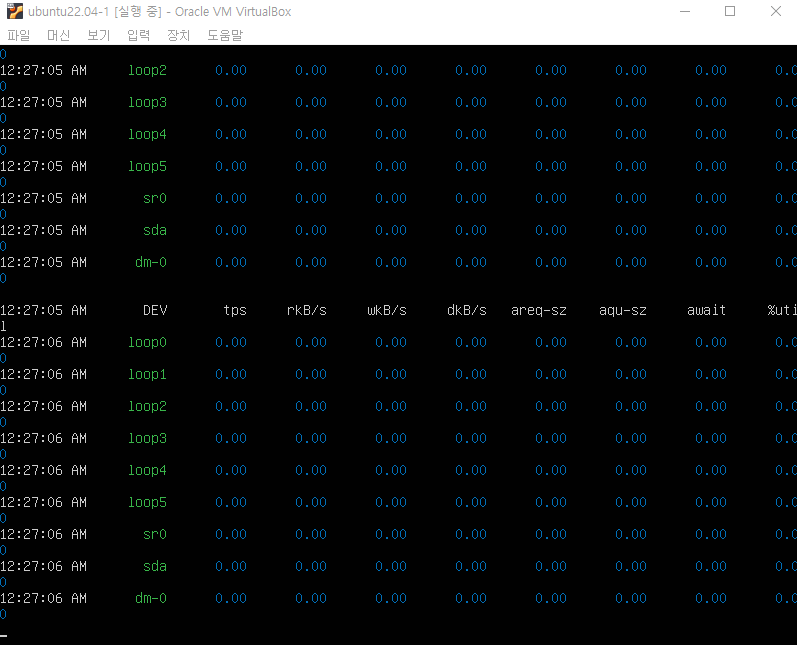 ubuntu22.04-1 [실행 중] - Oracle VM VirtualBox
파일 머신 보기 입력 장치 도움말
0
12:27:05 AM loop2 0.00 0.00 0.00 0.00 0.00 0.00 0.00 0.0
0
12:27:05 AM loop3 0.00 0.00 0.00 0.00 0.00 0.00 0.00 0.0
0
12:27:05 AM loop4 0.00 0.00 0.00 0.00 0.00 0.00 0.00 0.0
0
12:27:05 AM loop5 0.00 0.00 0.00 0.00 0.00 0.00 0.00 0.0
0
12:27:05 AM sr0 0.00 0.00 0.00 0.00 0.00 0.00 0.00 0.0
0
12:27:05 AM sda 0.00 0.00 0.00 0.00 0.00 0.00 0.00 0.0
0
12:27:05 AM dm-0 0.00 0.00 0.00 0.00 0.00 0.00 0.00 0.0
0
12:27:05 AM DEV tps rkB/s wkB/s dkB/s areq-sz aqu-sz await %uti
l
12:27:06 AM loop0 0.00 0.00 0.00 0.00 0.00 0.00 0.00 0.0
0
12:27:06 AM loop1 0.00 0.00 0.00 0.00 0.00 0.00 0.00 0.0
0
12:27:06 AM loop2 0.00 0.00 0.00 0.00 0.00 0.00 0.00 0.0
0
12:27:06 AM loop3 0.00 0.00 0.00 0.00 0.00 0.00 0.00 0.0
0
12:27:06 AM loop4 0.00 0.00 0.00 0.00 0.00 0.00 0.00 0.0
0
12:27:06 AM loop5 0.00 0.00 0.00 0.00 0.00 0.00 0.00 0.0
0
12:27:06 AM sr0 0.00 0.00 0.00 0.00 0.00 0.00 0.00 0.0
0
12:27:06 AM sda 0.00 0.00 0.00 0.00 0.00 0.00 0.00 0.0
0
12:27:06 AM dm-0 0.00 0.00 0.00 0.00 0.00 0.00 0.00 0.0
0